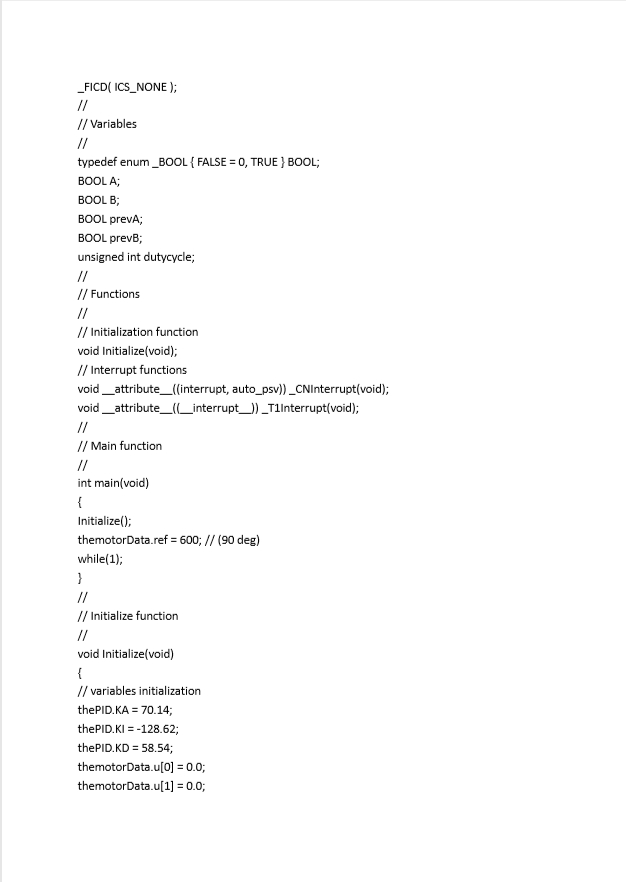 _FICD( ICS_NONE );
//
// Variables
//
typedef enum _BOOL { FALSE = 0, TRUE } BOOL;
BOOL A;
BOOL B;
BOOL prevA;
BOOL prevB;
unsigned int dutycycle;
//
// Functions
//
// Initialization function
void Initialize(void);
// Interrupt functions
void __attribute__((interrupt, auto_psv)) _CNInterrupt(void);
void __attribute__((__interrupt__)) _T1Interrupt(void);
//
// Main function
//
int main(void)
{
Initialize();
themotorData.ref = 600; // (90 deg)
while(1);
}
//
// Initialize function
//
void Initialize(void)
{
// variables initialization
thePID.KA = 70.14;
thePID.KI = -128.62;
thePID.KD = 58.54;
themotorData.u[0] = 0.0;
themotorData.u[1] = 0.0;